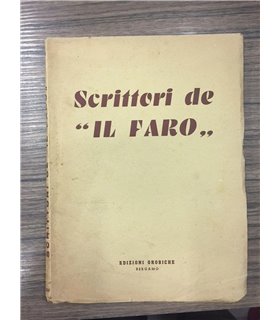 Scrittori de
“IL FARO„
EDIZIONI OROBICHE
BERGAMO